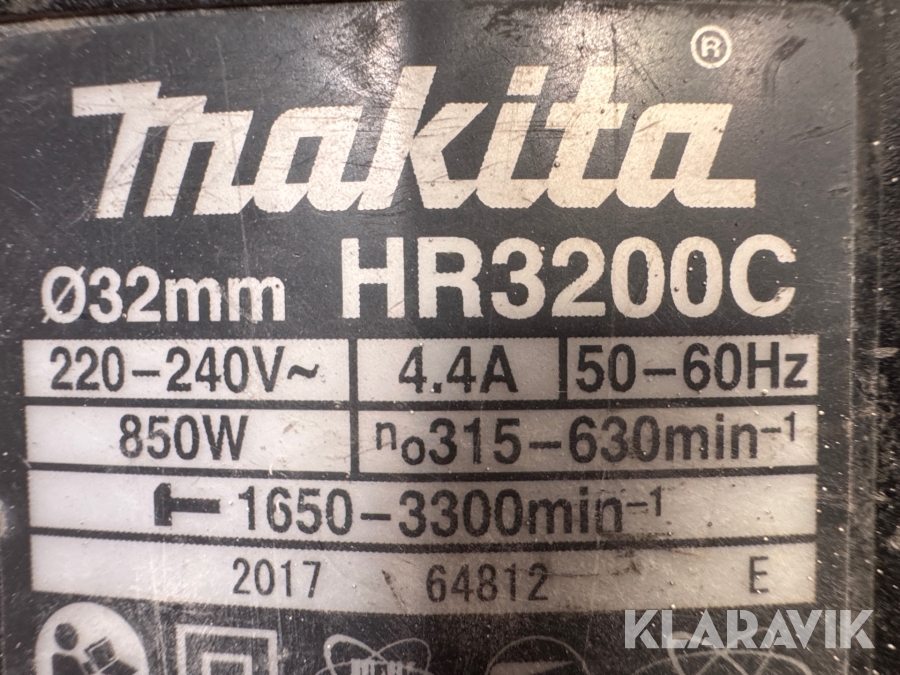 makita®
Ø32mm HR3200C
220-240V~ 4.4A 50-60Hz
850W n₀315-630min⁻¹
1650-3300min⁻¹
2017 64812 E
KLARAVIK